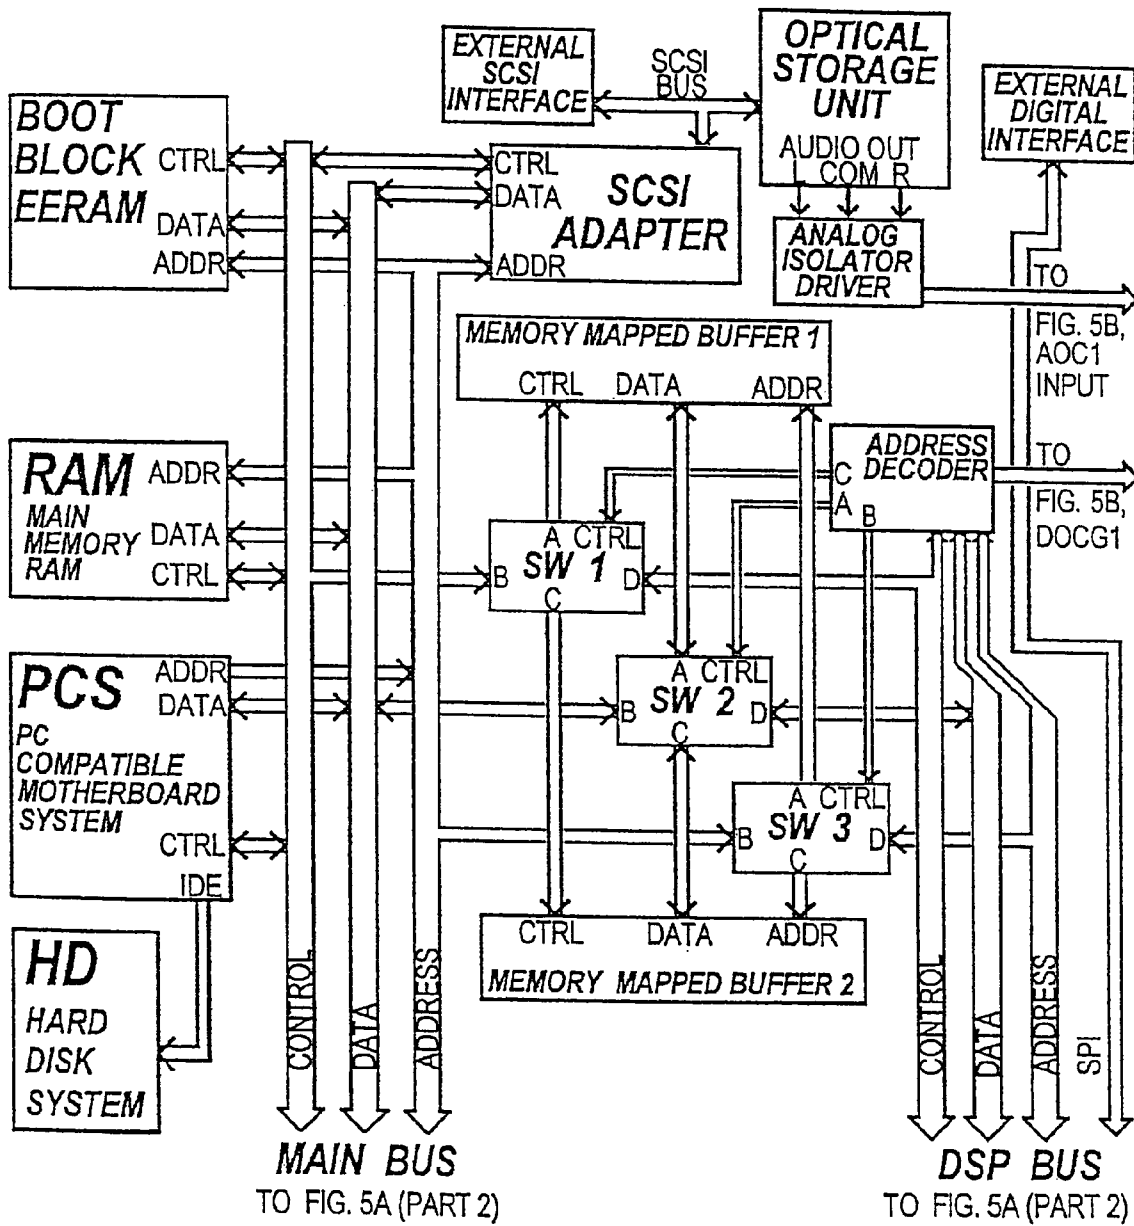 EXTERNAL
SCSI
INTERFACE
SCSI
BUS
OPTICAL
STORAGE
UNIT
AUDIO OUT
L COM R
EXTERNAL
DIGITAL
INTERFACE
BOOT
BLOCK
EERAM
CTRL
DATA
ADDR
CTRL
DATA
ADDR
SCSI
ADAPTER
ANALOG
ISOLATOR
DRIVER
TO
FIG. 5B,
AOC1
INPUT
MEMORY MAPPED BUFFER 1
CTRL DATA ADDR
RAM
MAIN
MEMORY
RAM
ADDR
DATA
CTRL
ADDRESS
DECODER
C
A
B
TO
FIG. 5B,
DOCG1
A CTRL
B SW 1 D
C
PCS
PC
COMPATIBLE
MOTHERBOARD
SYSTEM
ADDR
DATA
CTRL
IDE
A CTRL
B SW 2 D
C
A CTRL
B SW 3 D
C
CTRL DATA ADDR
MEMORY MAPPED BUFFER 2
HD
HARD
DISK
SYSTEM
CONTROL
DATA
ADDRESS
CONTROL
DATA
ADDRESS
SPI
MAIN BUS
TO FIG. 5A (PART 2)
DSP BUS
TO FIG. 5A (PART 2)